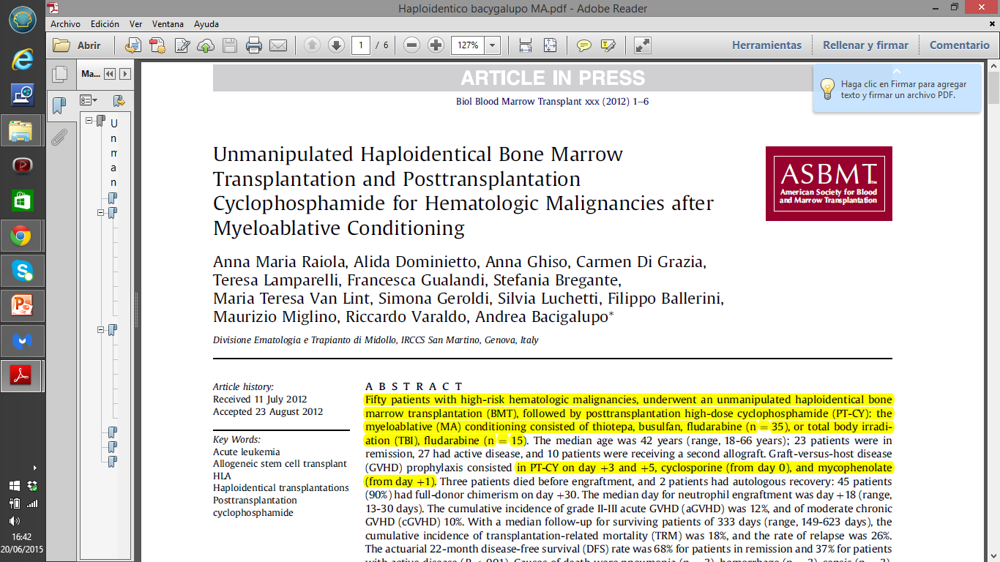 Haploidentico bacygalupo MA.pdf - Adobe Reader
Archivo Edición Ver Ventana Ayuda
Abrir
1 / 6
127%
Herramientas Rellenar y firmar Comentario
Ma...
U
n
m
a
n
Haga clic en Firmar para agregar
texto y firmar un archivo PDF.
ARTICLE IN PRESS
Biol Blood Marrow Transplant xxx (2012) 1–6
Unmanipulated Haploidentical Bone Marrow
Transplantation and Posttransplantation
Cyclophosphamide for Hematologic Malignancies after
Myeloablative Conditioning
ASBMT™
American Society for Blood
and Marrow Transplantation
Anna Maria Raiola, Alida Dominietto, Anna Ghiso, Carmen Di Grazia,
Teresa Lamparelli, Francesca Gualandi, Stefania Bregante,
Maria Teresa Van Lint, Simona Geroldi, Silvia Luchetti, Filippo Ballerini,
Maurizio Miglino, Riccardo Varaldo, Andrea Bacigalupo*
Divisione Ematologia e Trapianto di Midollo, IRCCS San Martino, Genova, Italy
Article history:
Received 11 July 2012
Accepted 23 August 2012
Key Words:
Acute leukemia
Allogeneic stem cell transplant
HLA
Haploidentical transplantations
Posttransplantation
cyclophosphamide
A B S T R A C T
Fifty patients with high-risk hematologic malignancies, underwent an unmanipulated haploidentical bone
marrow transplantation (BMT), followed by posttransplantation high-dose cyclophosphamide (PT-CY): the
myeloablative (MA) conditioning consisted of thiotepa, busulfan, fludarabine (n = 35), or total body irradi-
ation (TBI), fludarabine (n = 15). The median age was 42 years (range, 18-66 years); 23 patients were in
remission, 27 had active disease, and 10 patients were receiving a second allograft. Graft-versus-host disease
(GVHD) prophylaxis consisted in PT-CY on day +3 and +5, cyclosporine (from day 0), and mycophenolate
(from day +1). Three patients died before engraftment, and 2 patients had autologous recovery: 45 patients
(90%) had full-donor chimerism on day +30. The median day for neutrophil engraftment was day +18 (range,
13-30 days). The cumulative incidence of grade II-III acute GVHD (aGVHD) was 12%, and of moderate chronic
GVHD (cGVHD) 10%. With a median follow-up for surviving patients of 333 days (range, 149-623 days), the
cumulative incidence of transplantation-related mortality (TRM) was 18%, and the rate of relapse was 26%.
The actuarial 22-month disease-free survival (DFS) rate was 68% for patients in remission and 37% for patients
with active disease (P < .001). Causes of death were pneumonia (n = 3), hemorrhage (n = 3), sepsis (n = 3),
16:42
20/06/2015